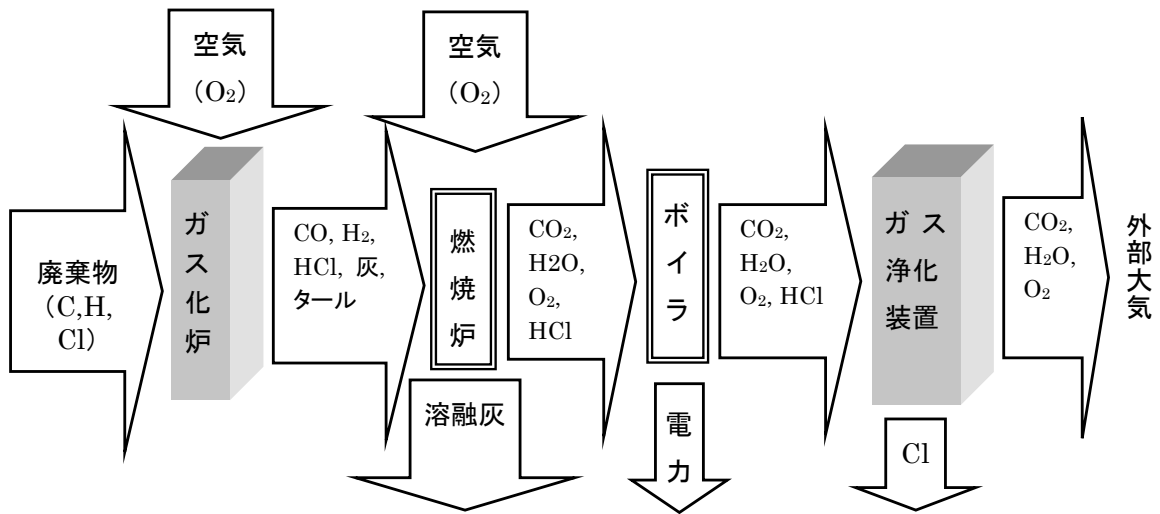 空気
（O₂）
空気
（O₂）
廃棄物
（C,H,
Cl）
ガ
ス
化
炉
CO, H₂,
HCl, 灰,
タール
燃
焼
炉
CO₂,
H2O,
O₂,
HCl
ボ
イ
ラ
CO₂,
H₂O,
O₂, HCl
ガ ス
浄化
装置
CO₂,
H₂O,
O₂
外
部
大
気
溶融灰
電
力
Cl